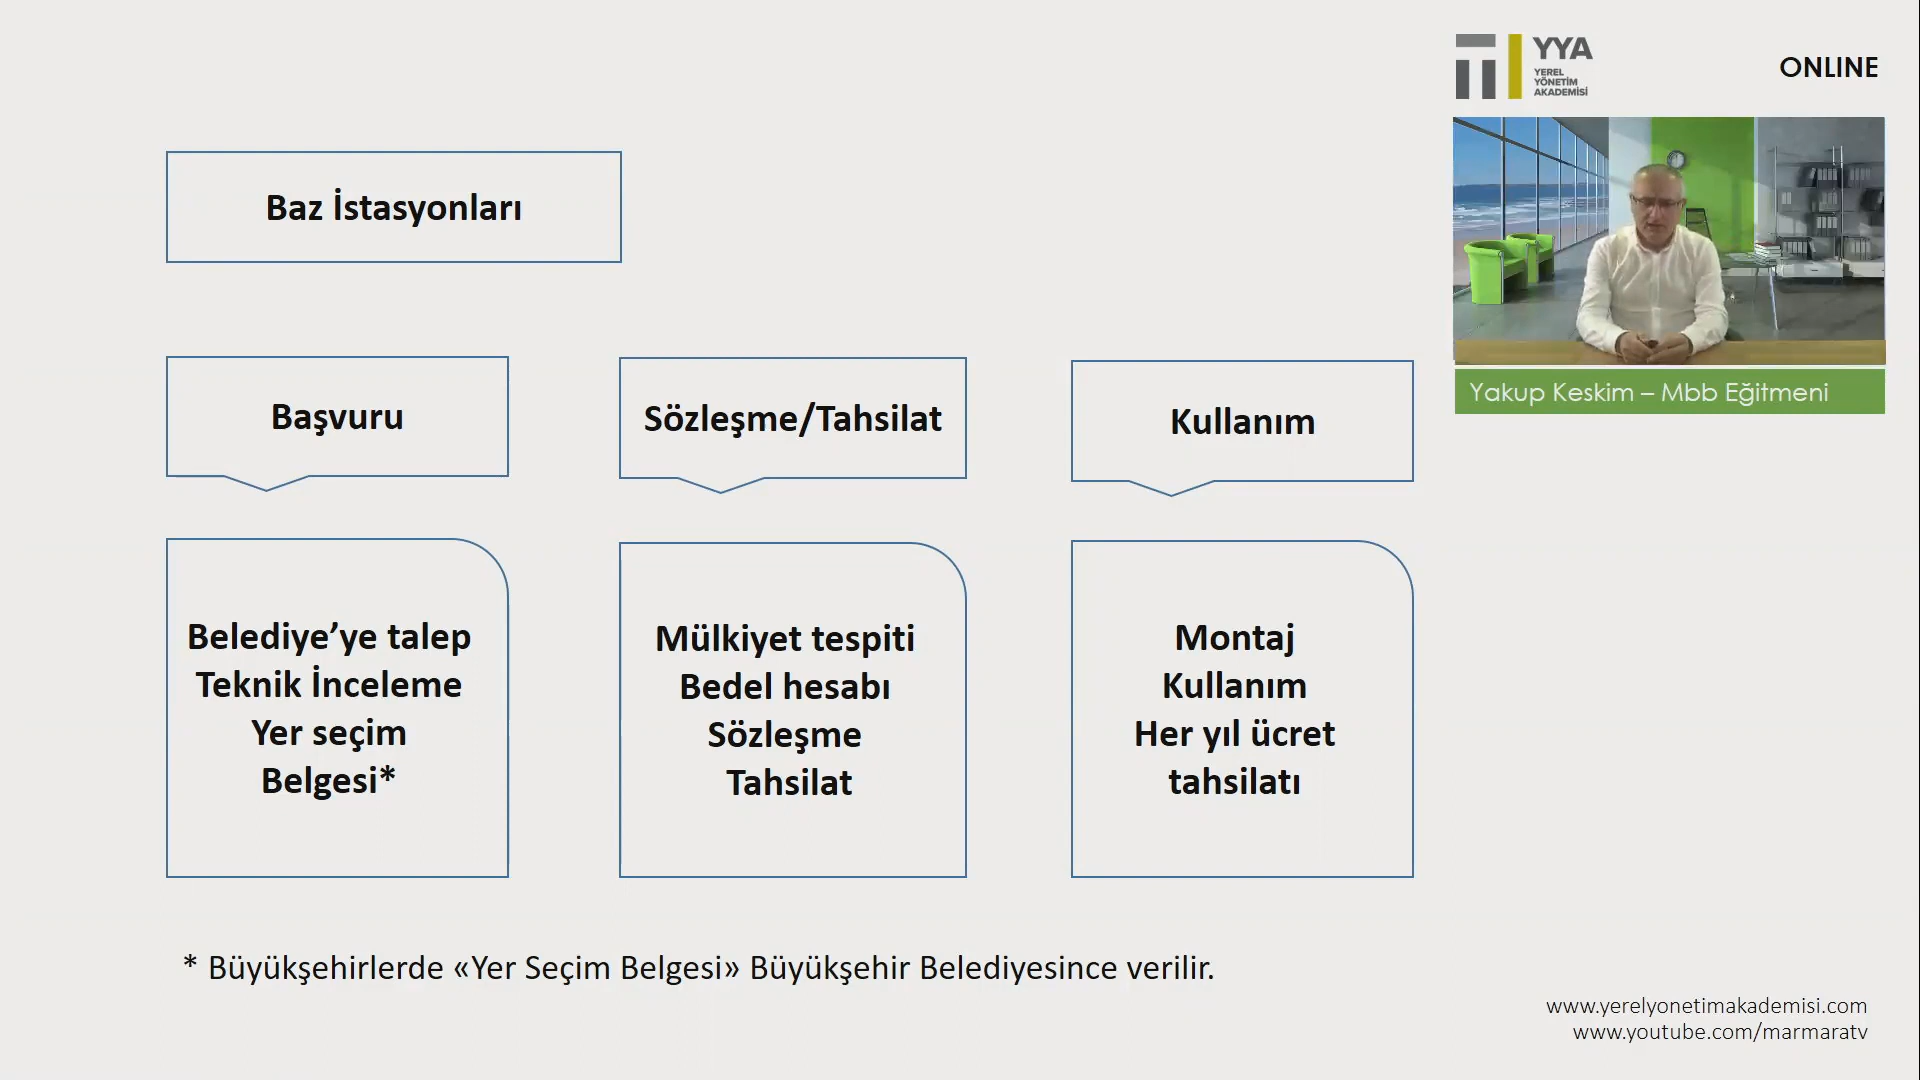 YYA
YEREL
YÖNETİM
AKADEMİSİ
ONLINE
Baz İstasyonları
Yakup Keskim – Mbb Eğitmeni
Başvuru
Sözleşme/Tahsilat
Kullanım
Belediye’ye talep
Teknik İnceleme
Yer seçim
Belgesi*
Mülkiyet tespiti
Bedel hesabı
Sözleşme
Tahsilat
Montaj
Kullanım
Her yıl ücret
tahsilatı
* Büyükşehirlerde «Yer Seçim Belgesi» Büyükşehir Belediyesince verilir.
www.yerelyonetimakademisi.com
www.youtube.com/marmaratv